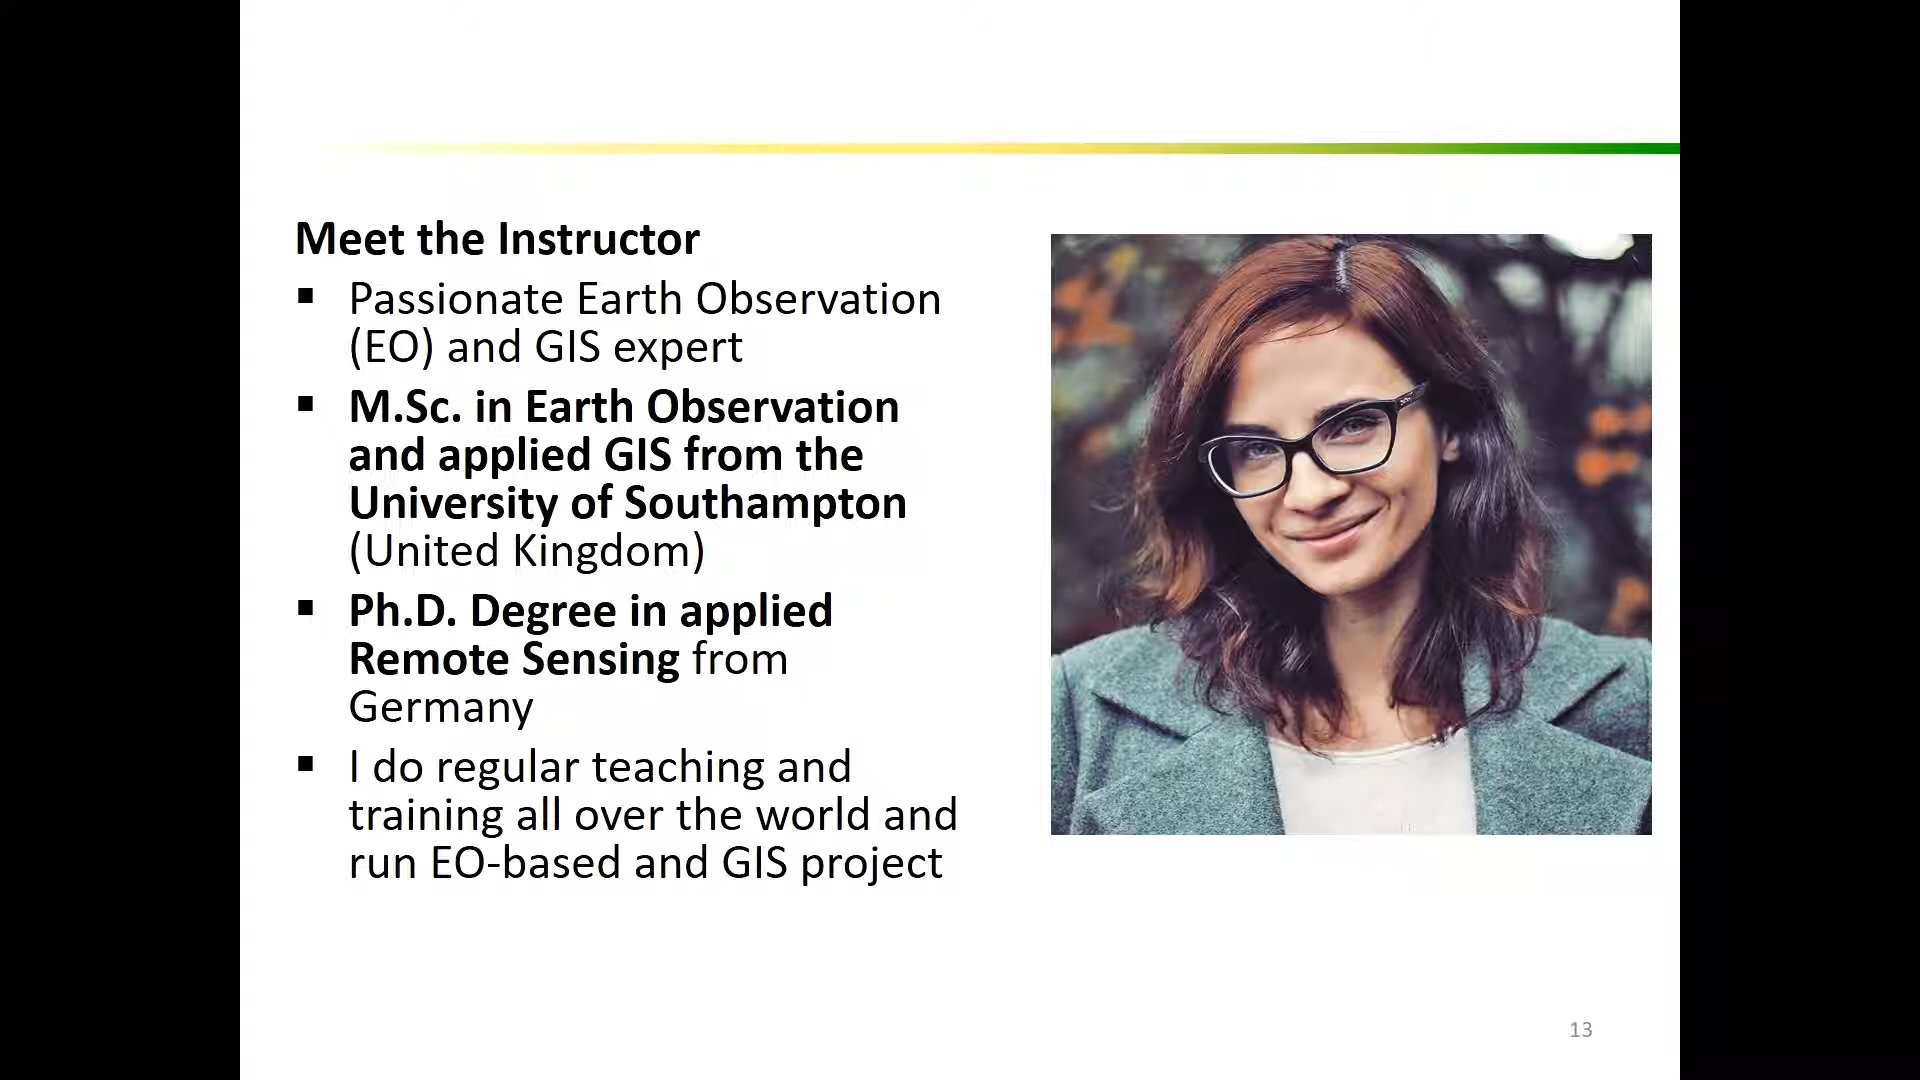 Meet the Instructor
▪ Passionate Earth Observation
(EO) and GIS expert
▪ M.Sc. in Earth Observation
and applied GIS from the
University of Southampton
(United Kingdom)
▪ Ph.D. Degree in applied
Remote Sensing from
Germany
▪ I do regular teaching and
training all over the world and
run EO-based and GIS project
13